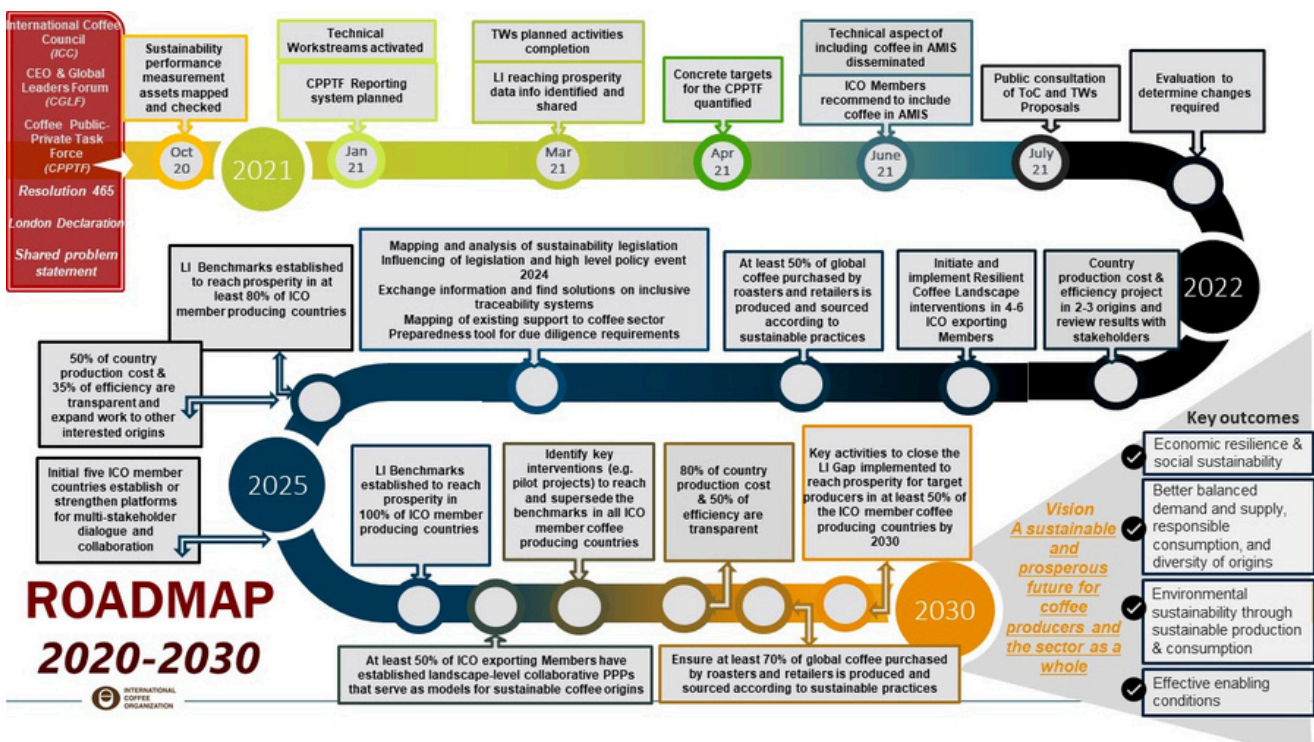 International Coffee
Council
(ICC)
CEO & Global
Leaders Forum
(CGLF)
Coffee Public-
Private Task
Force
(CPPTF)
Resolution 465
London Declaration
Shared problem
statement
Sustainability
performance
measurement
assets mapped
and checked
Oct
20
2021
Technical
Workstreams activated
CPPTF Reporting
system planned
Jan
21
TWs planned activities
completion
LI reaching prosperity
data info identified and
shared
Mar
21
Concrete targets
for the CPPTF
quantified
Apr
21
Technical aspect of
including coffee in AMIS
disseminated
ICO Members
recommend to include
coffee in AMIS
June
21
Public consultation
of ToC and TWs
Proposals
July
21
Evaluation to
determine changes
required
2022
Country
production cost &
efficiency project
in 2-3 origins and
review results with
stakeholders
Initiate and
implement Resilient
Coffee Landscape
interventions in 4-6
ICO exporting
Members
At least 50% of global
coffee purchased by
roasters and retailers is
produced and sourced
according to
sustainable practices
Mapping and analysis of sustainability legislation
Influencing of legislation and high level policy event
2024
Exchange information and find solutions on inclusive
traceability systems
Mapping of existing support to coffee sector
Preparedness tool for due diligence requirements
LI Benchmarks established
to reach prosperity in at
least 80% of ICO
member producing countries
50% of country
production cost &
35% of efficiency are
transparent and
expand work to other
interested origins
Initial five ICO member
countries establish or
strengthen platforms
for multi-stakeholder
dialogue and
collaboration
2025
LI Benchmarks
established to reach
prosperity in
100% of ICO member
producing countries
At least 50% of ICO exporting Members have
established landscape-level collaborative PPPs
that serve as models for sustainable coffee origins
Identify key
interventions (e.g.
pilot projects) to reach
and supersede the
benchmarks in all ICO
member coffee
producing countries
80% of country
production cost
& 50% of
efficiency are
transparent
Ensure at least 70% of global coffee purchased
by roasters and retailers is produced and
sourced according to sustainable practices
Key activities to close the
LI Gap implemented to
reach prosperity for target
producers in at least 50% of
the ICO member coffee
producing countries by
2030
2030
Vision
A sustainable
and
prosperous
future for
coffee
producers and
the sector as a
whole
Key outcomes
Economic resilience &
social sustainability
Better balanced
demand and supply,
responsible
consumption, and
diversity of origins
Environmental
sustainability through
sustainable production
& consumption
Effective enabling
conditions
ROADMAP
2020-2030
INTERNATIONAL
COFFEE
ORGANIZATION